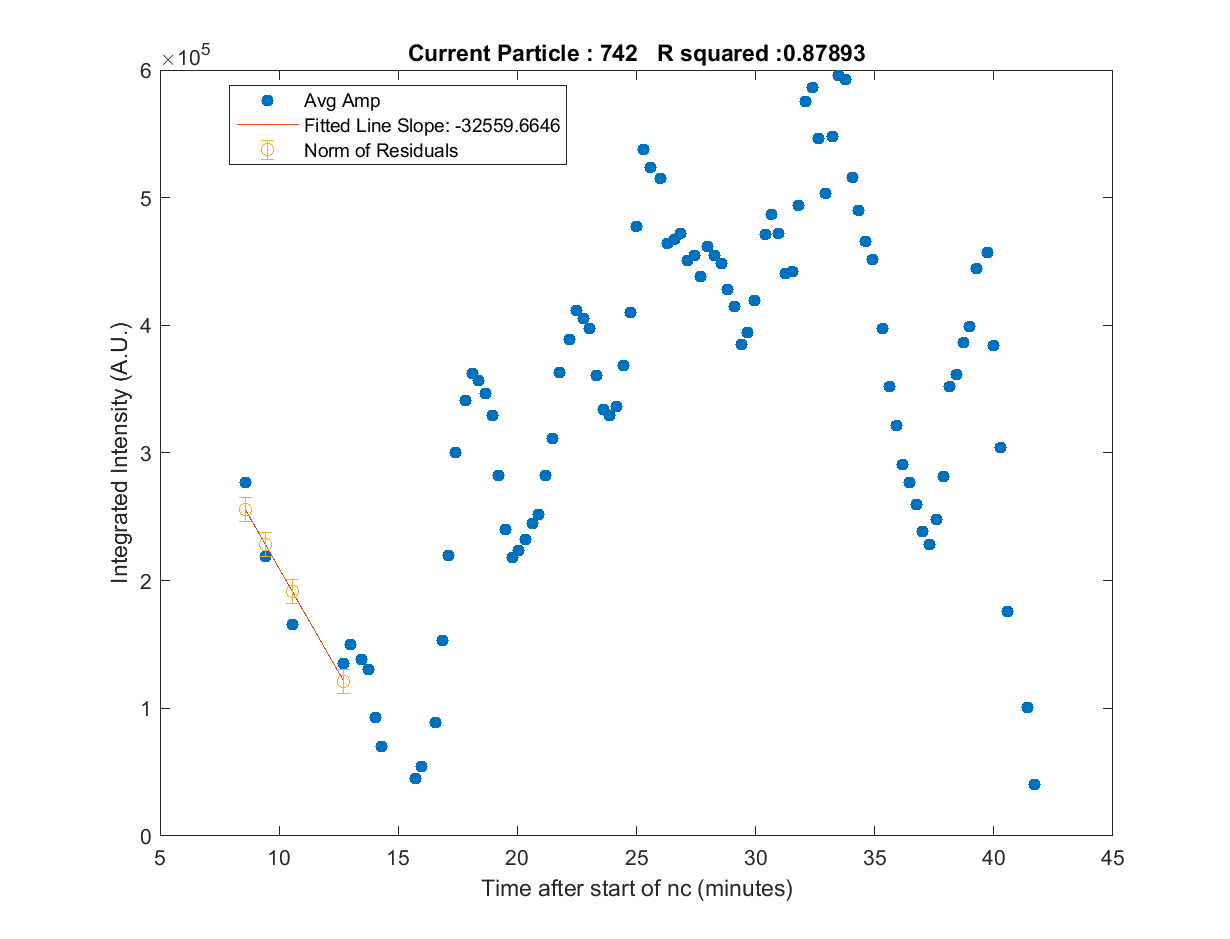 Current Particle : 742 R squared :0.87893
×10^5
Avg Amp
Fitted Line Slope: -32559.6646
Norm of Residuals
6
5
4
3
2
1
0
Integrated Intensity (A.U.)
5 10 15 20 25 30 35 40 45
Time after start of nc (minutes)